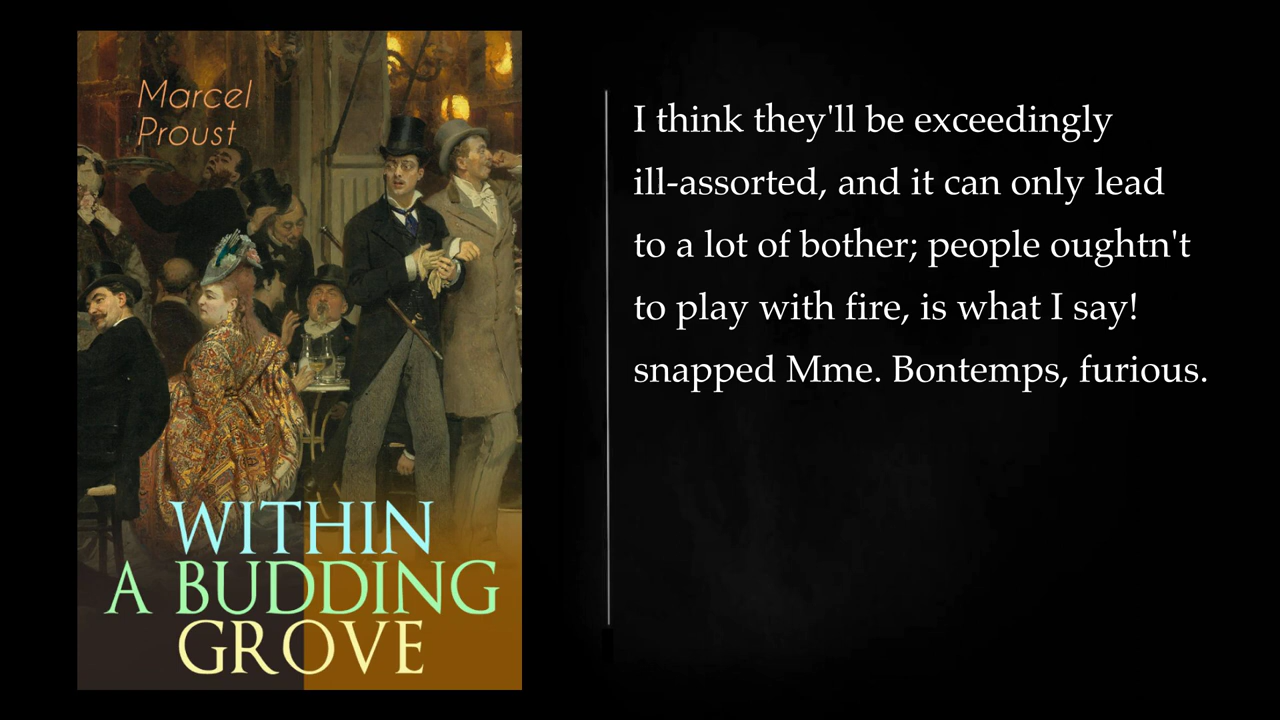 Marcel
Proust
WITHIN
A BUDDING
GROVE
I think they'll be exceedingly
ill-assorted, and it can only lead
to a lot of bother; people oughtn't
to play with fire, is what I say!
snapped Mme. Bontemps, furious.